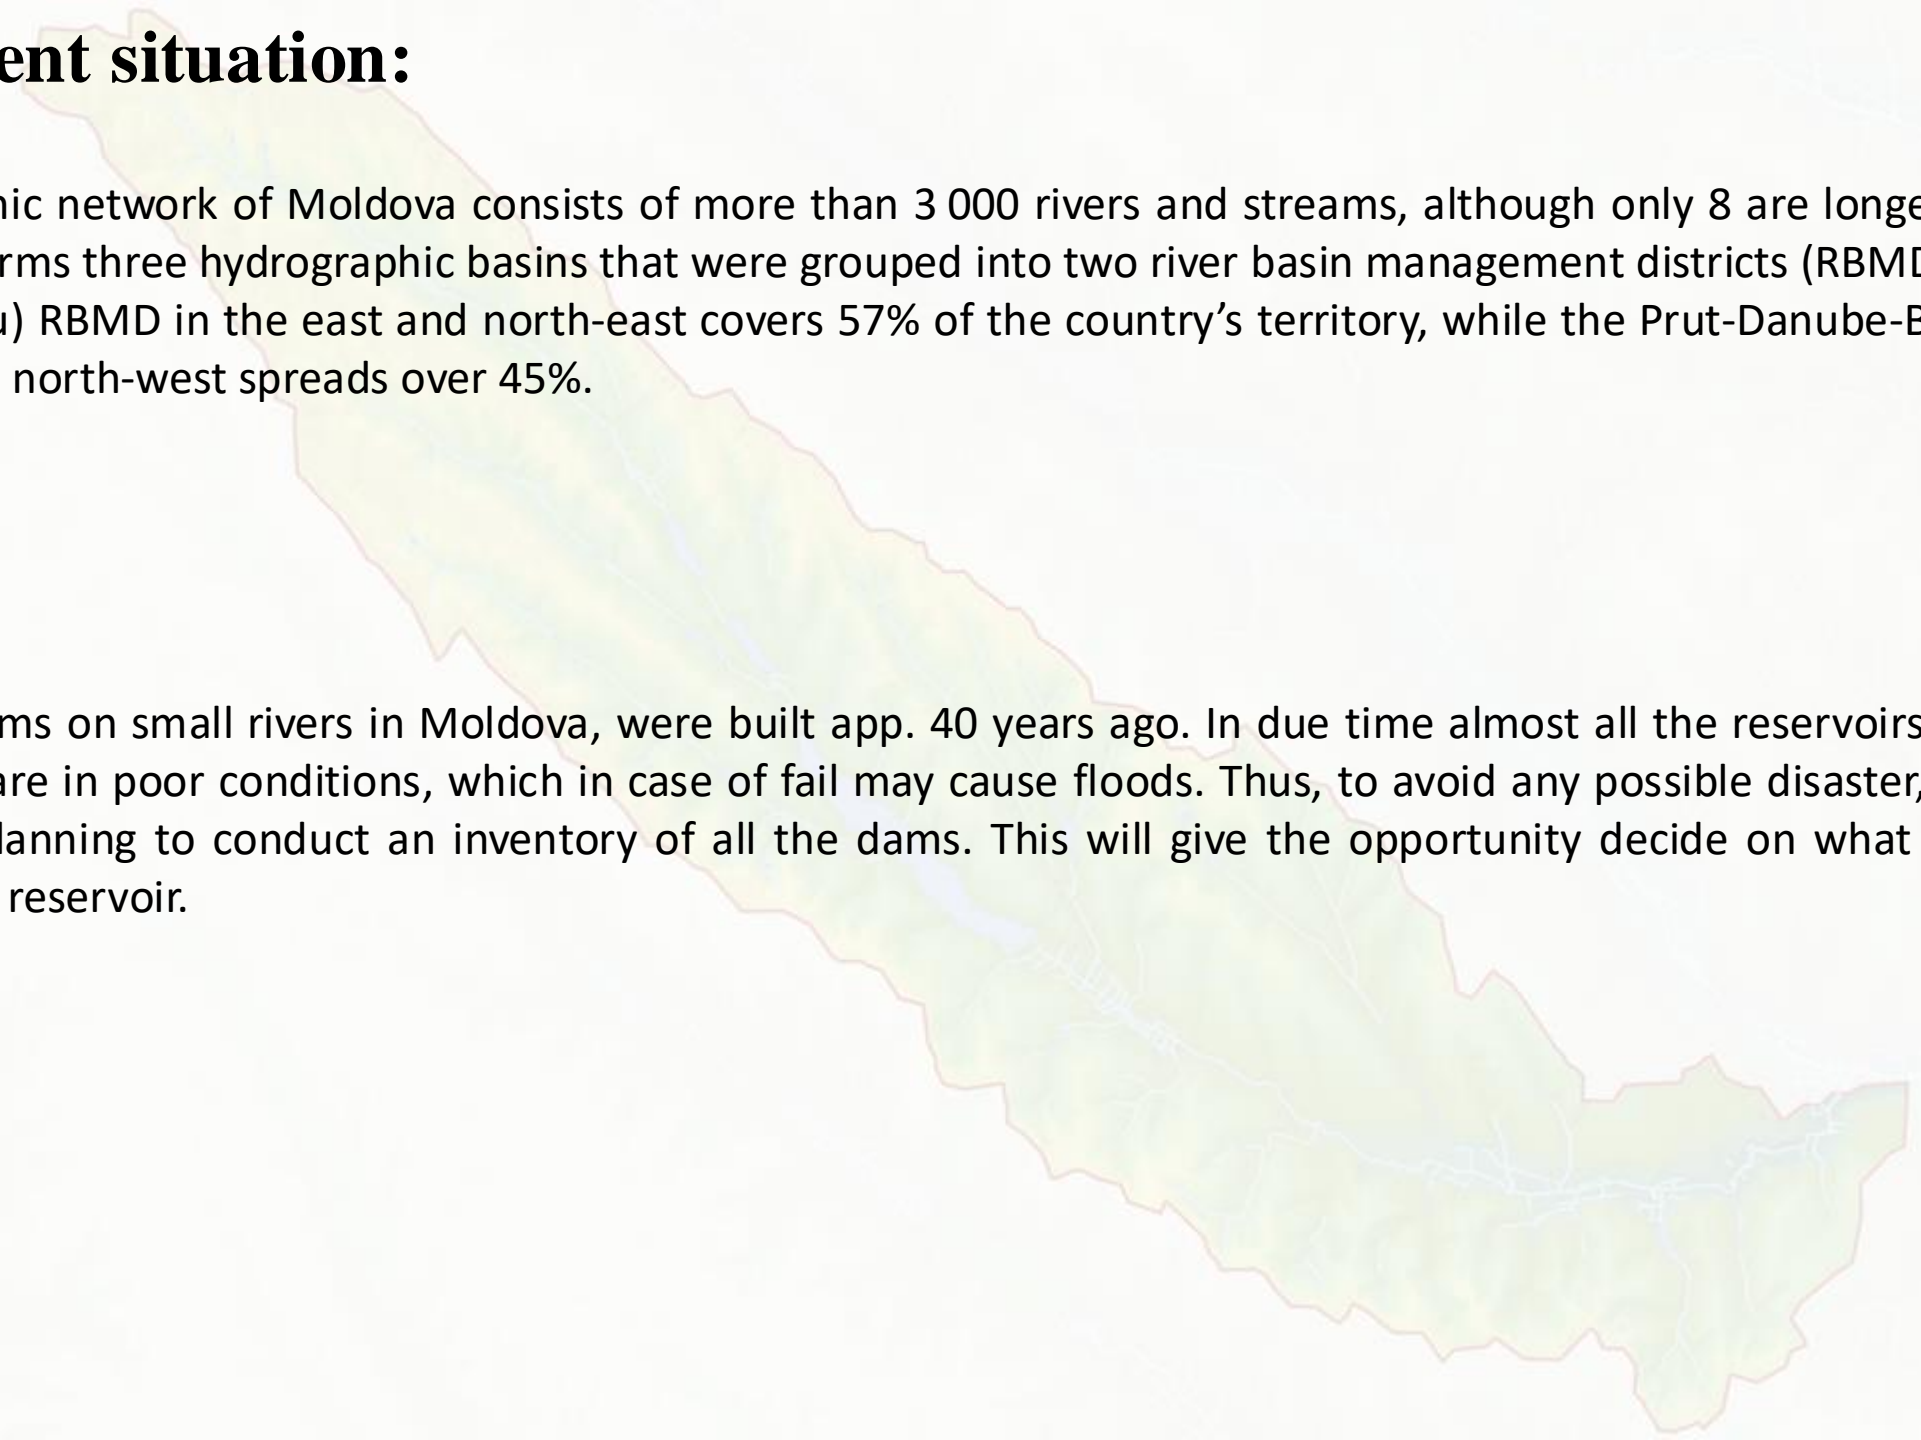 ent situation:
nic network of Moldova consists of more than 3 000 rivers and streams, although only 8 are longe
rms three hydrographic basins that were grouped into two river basin management districts (RBMD
u) RBMD in the east and north-east covers 57% of the country’s territory, while the Prut-Danube-B
north-west spreads over 45%.
ms on small rivers in Moldova, were built app. 40 years ago. In due time almost all the reservoirs
are in poor conditions, which in case of fail may cause floods. Thus, to avoid any possible disaster,
lanning to conduct an inventory of all the dams. This will give the opportunity decide on what
reservoir.